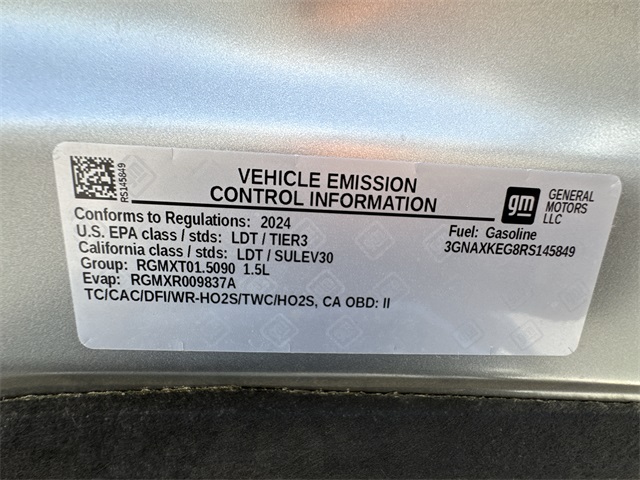 RS145849
VEHICLE EMISSION
CONTROL INFORMATION
gm
GENERAL
MOTORS
LLC
Conforms to Regulations: 2024
U.S. EPA class / stds: LDT / TIER3
California class / stds: LDT / SULEV30
Group: RGMXT01.5090 1.5L
Evap: RGMXR009837A
TC/CAC/DFI/WR-HO2S/TWC/HO2S, CA OBD: II
Fuel: Gasoline
3GNAXKEG8RS145849